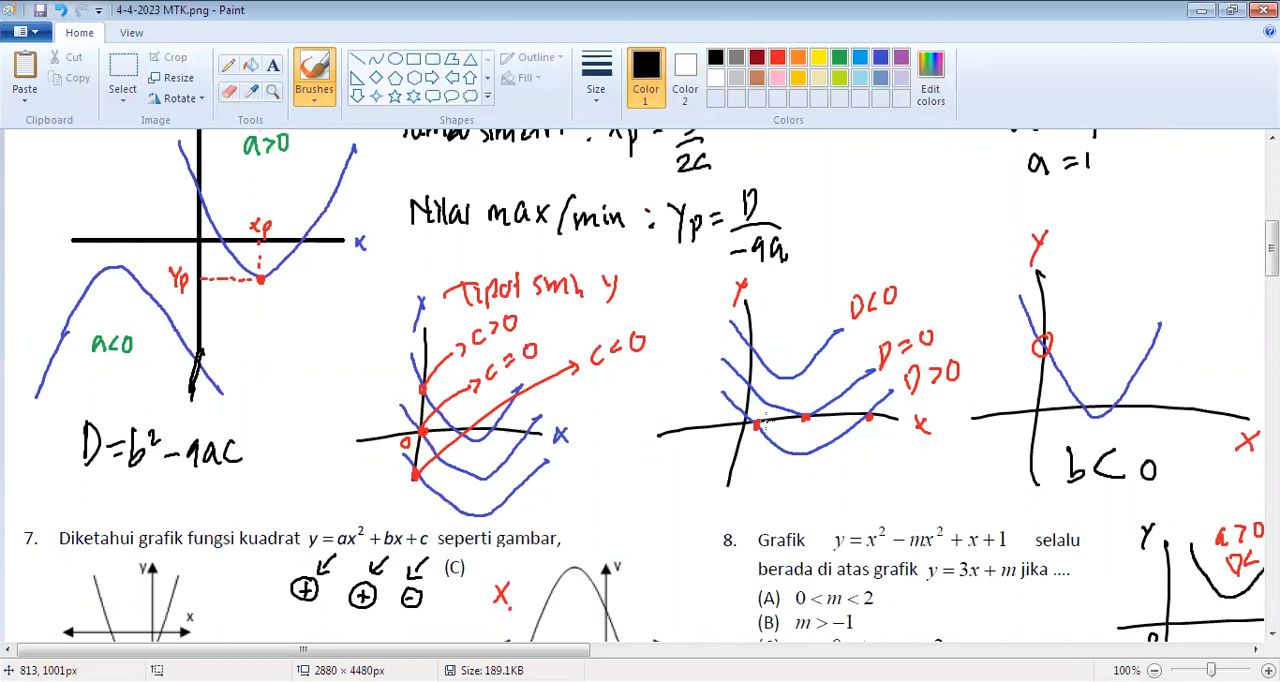 4-4-2023 MTK.png - Paint
Home
View
Paste
Cut
Copy
Clipboard
Select
Crop
Resize
Rotate
Image
A
Tools
Brushes
Outline
Fill
Shapes
Size
Color 1
Color 2
Edit colors
Colors
a>0
xp
x
Yp
a<0
D=b²-4ac
2a
a = 1
Nilai max/min : Yp = D
-4a
Tipot smb y
c>0
c=0
c<0
0
x
Y
D<0
D=0
D>0
x
Y
X
b<0
7. Diketahui grafik fungsi kuadrat y = ax² + bx + c seperti gambar,
+ + -
(C)
X.
y
x
8. Grafik y = x² − mx² + x + 1 selalu
berada di atas grafik y = 3x + m jika ....
(A) 0 < m < 2
(B) m > −1
Y
a>0
D<
813, 1001px
2880 × 4480px
Size: 189.1KB
100%